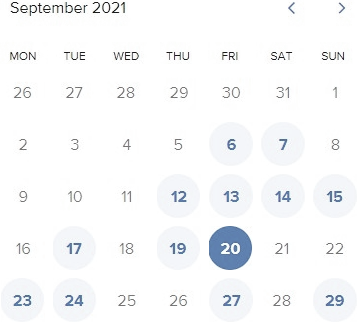 September 2021
MON TUE WED THU FRI SAT SUN
26 27 28 29 30 31 1
2 3 4 5 6 7 8
9 10 11 12 13 14 15
16 17 18 19 20 21 22
23 24 25 26 27 28 29